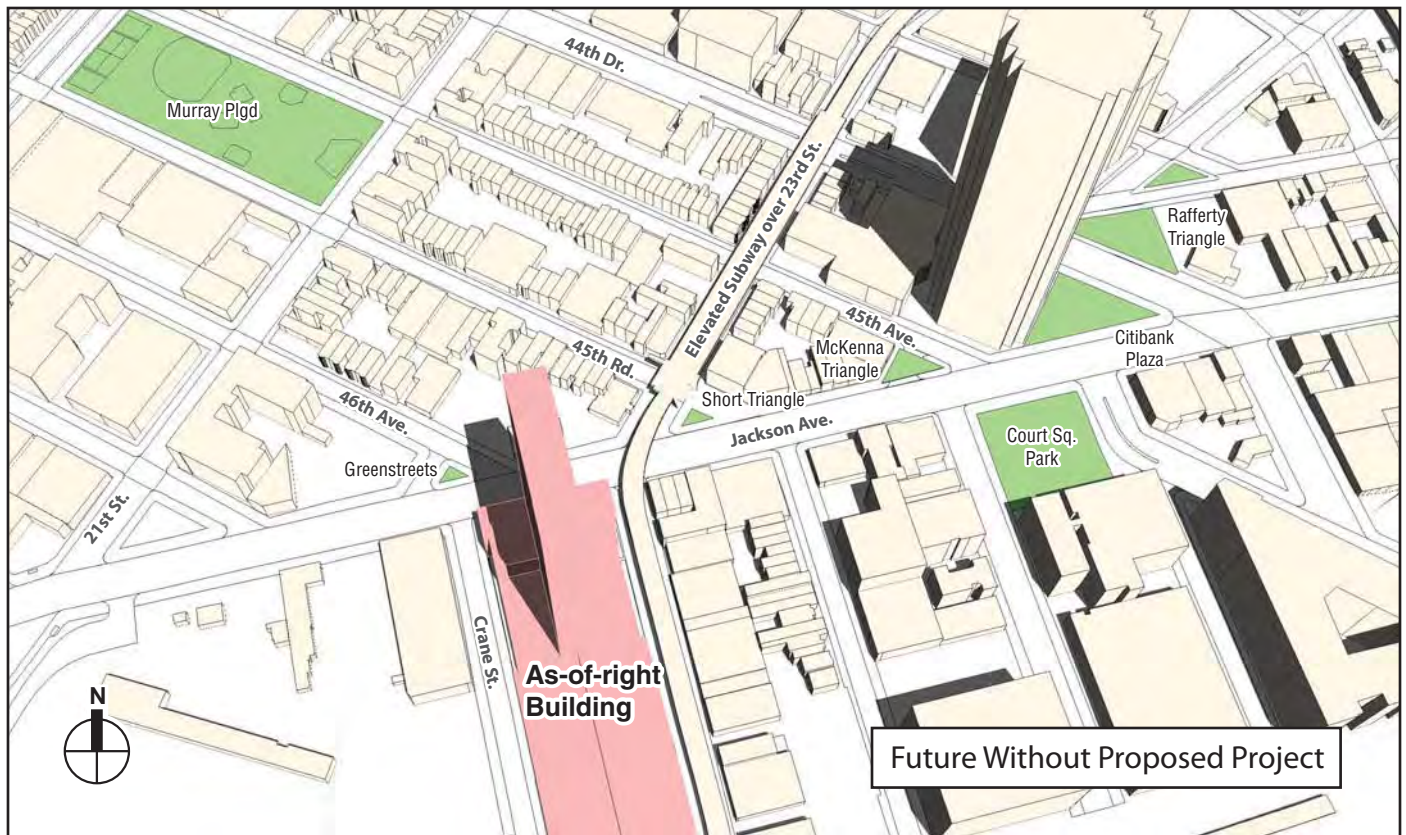 44th Dr.
Murray Plgd
Elevated Subway over 23rd St.
Rafferty
Triangle
45th Ave.
McKenna
Triangle
Citibank
Plaza
45th Rd.
Short Triangle
46th Ave.
Jackson Ave.
Court Sq.
Park
Greenstreets
21st St.
Crane St.
As-of-right
Building
N
Future Without Proposed Project